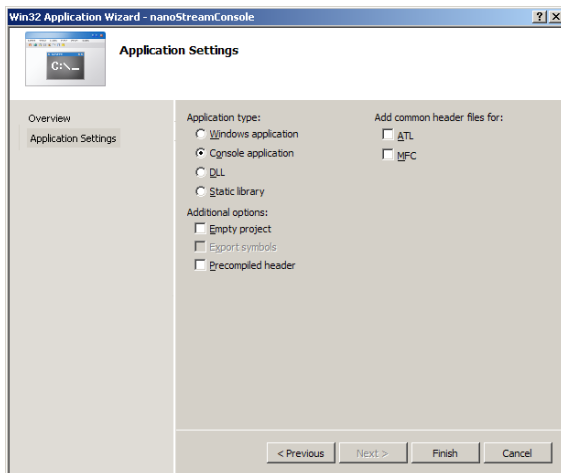 Win32 Application Wizard - nanoStreamConsole
Application Settings
C:\_
Overview
Application Settings
Application type:
Windows application
Console application
DLL
Static library
Additional options:
Empty project
Export symbols
Precompiled header
Add common header files for:
ATL
MFC
< Previous
Next >
Finish
Cancel